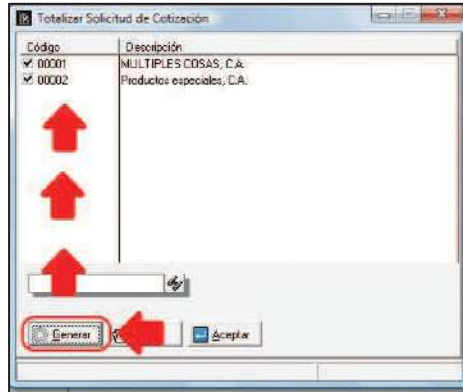 Totalizar Solicitud de Cotización
Código Descripción
00001 MULTIPLES COSAS, C.A.
00002 Productos especiales, C.A.
Generar Aceptar